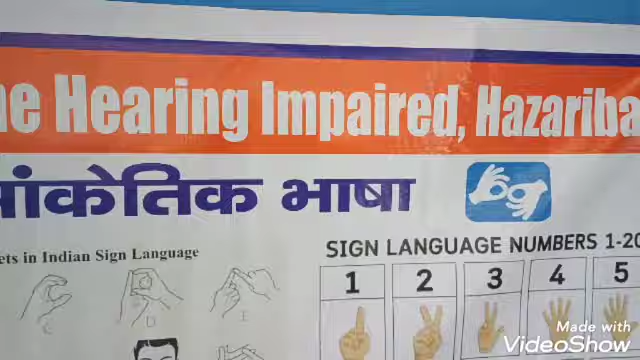 he Hearing Impaired, Hazariba
सांकेतिक भाषा
ets in Indian Sign Language
SIGN LANGUAGE NUMBERS 1-20
C D E
1 2 3 4 5
Made with
VideoShow